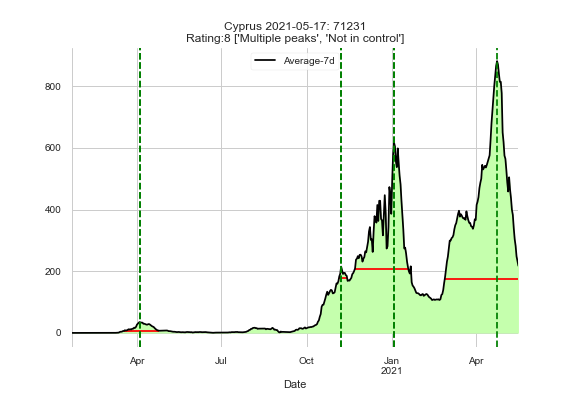 Cyprus 2021-05-17: 71231
Rating:8 ['Multiple peaks', 'Not in control']
Average-7d
800
600
400
200
0
Apr
Jul
Oct
Jan
2021
Apr
Date